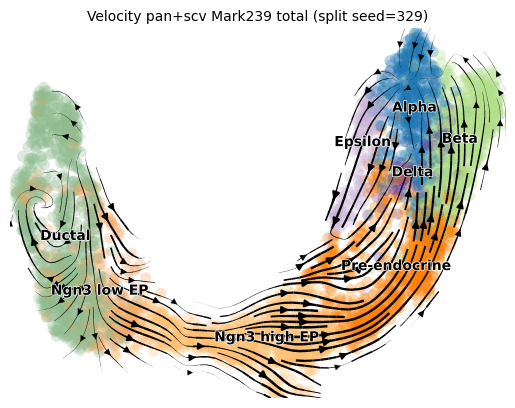 Velocity pan+scv Mark239 total (split seed=329)
Alpha
Epsilon
Beta
Delta
Ductal
Pre-endocrine
Ngn3 low EP
Ngn3 high EP